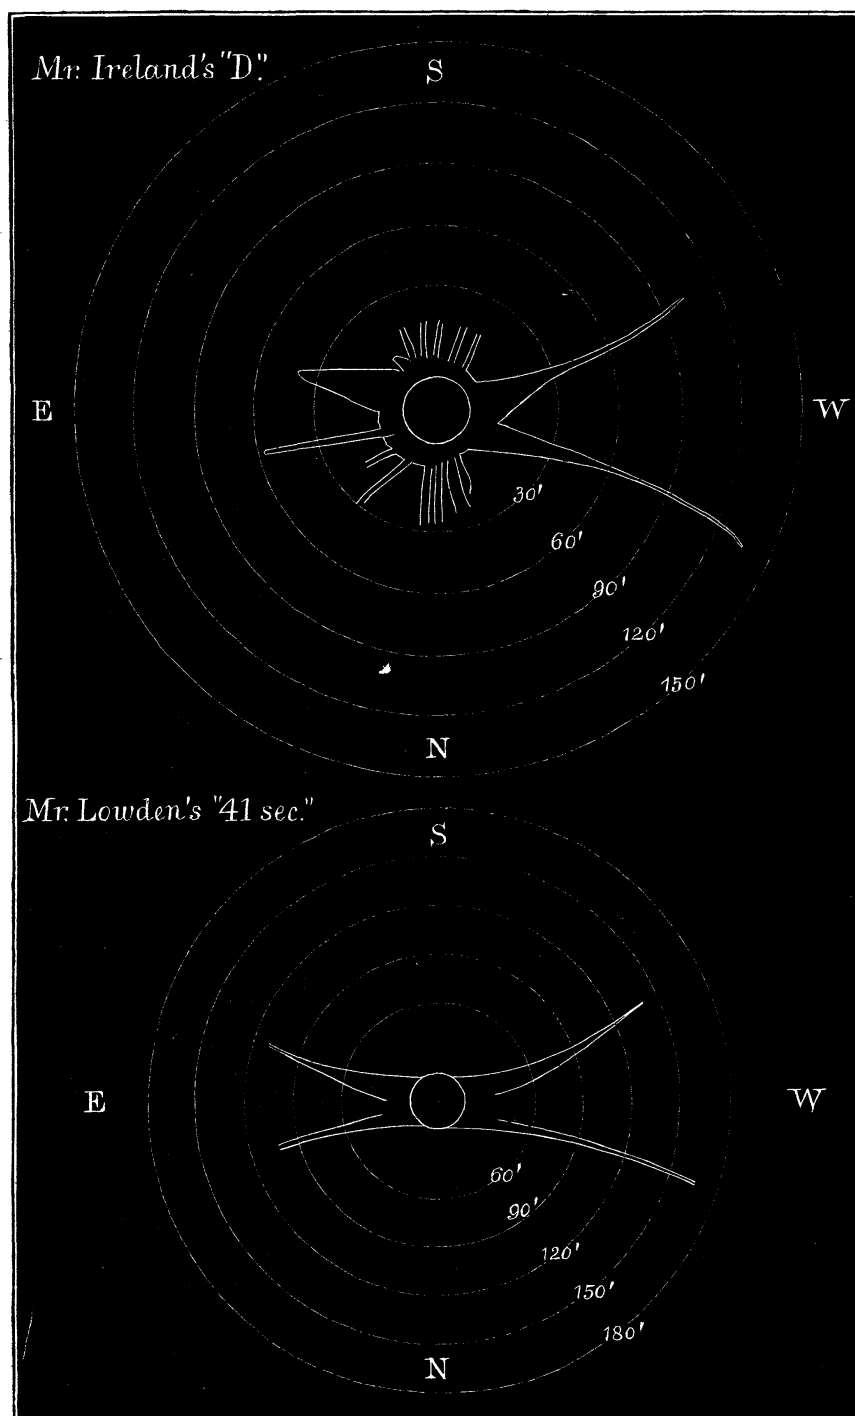 Mr. Ireland's "D."
S
E
W
30'
60'
90'
120'
150'
N
Mr. Lowden's "41 sec."
S
E
W
60'
90'
120'
150'
180'
N